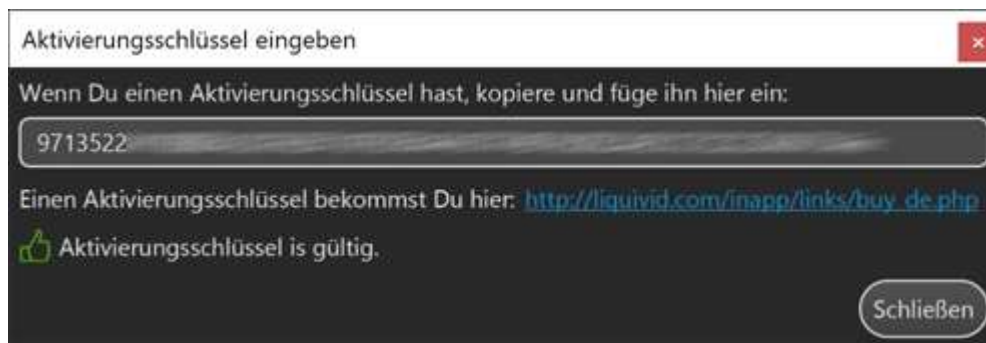 Aktivierungsschlüssel eingeben
Wenn Du einen Aktivierungsschlüssel hast, kopiere und füge ihn hier ein:
9713522
Einen Aktivierungsschlüssel bekommst Du hier: http://liquivid.com/inapp/links/buy_de.php
Aktivierungsschlüssel is gültig.
Schließen